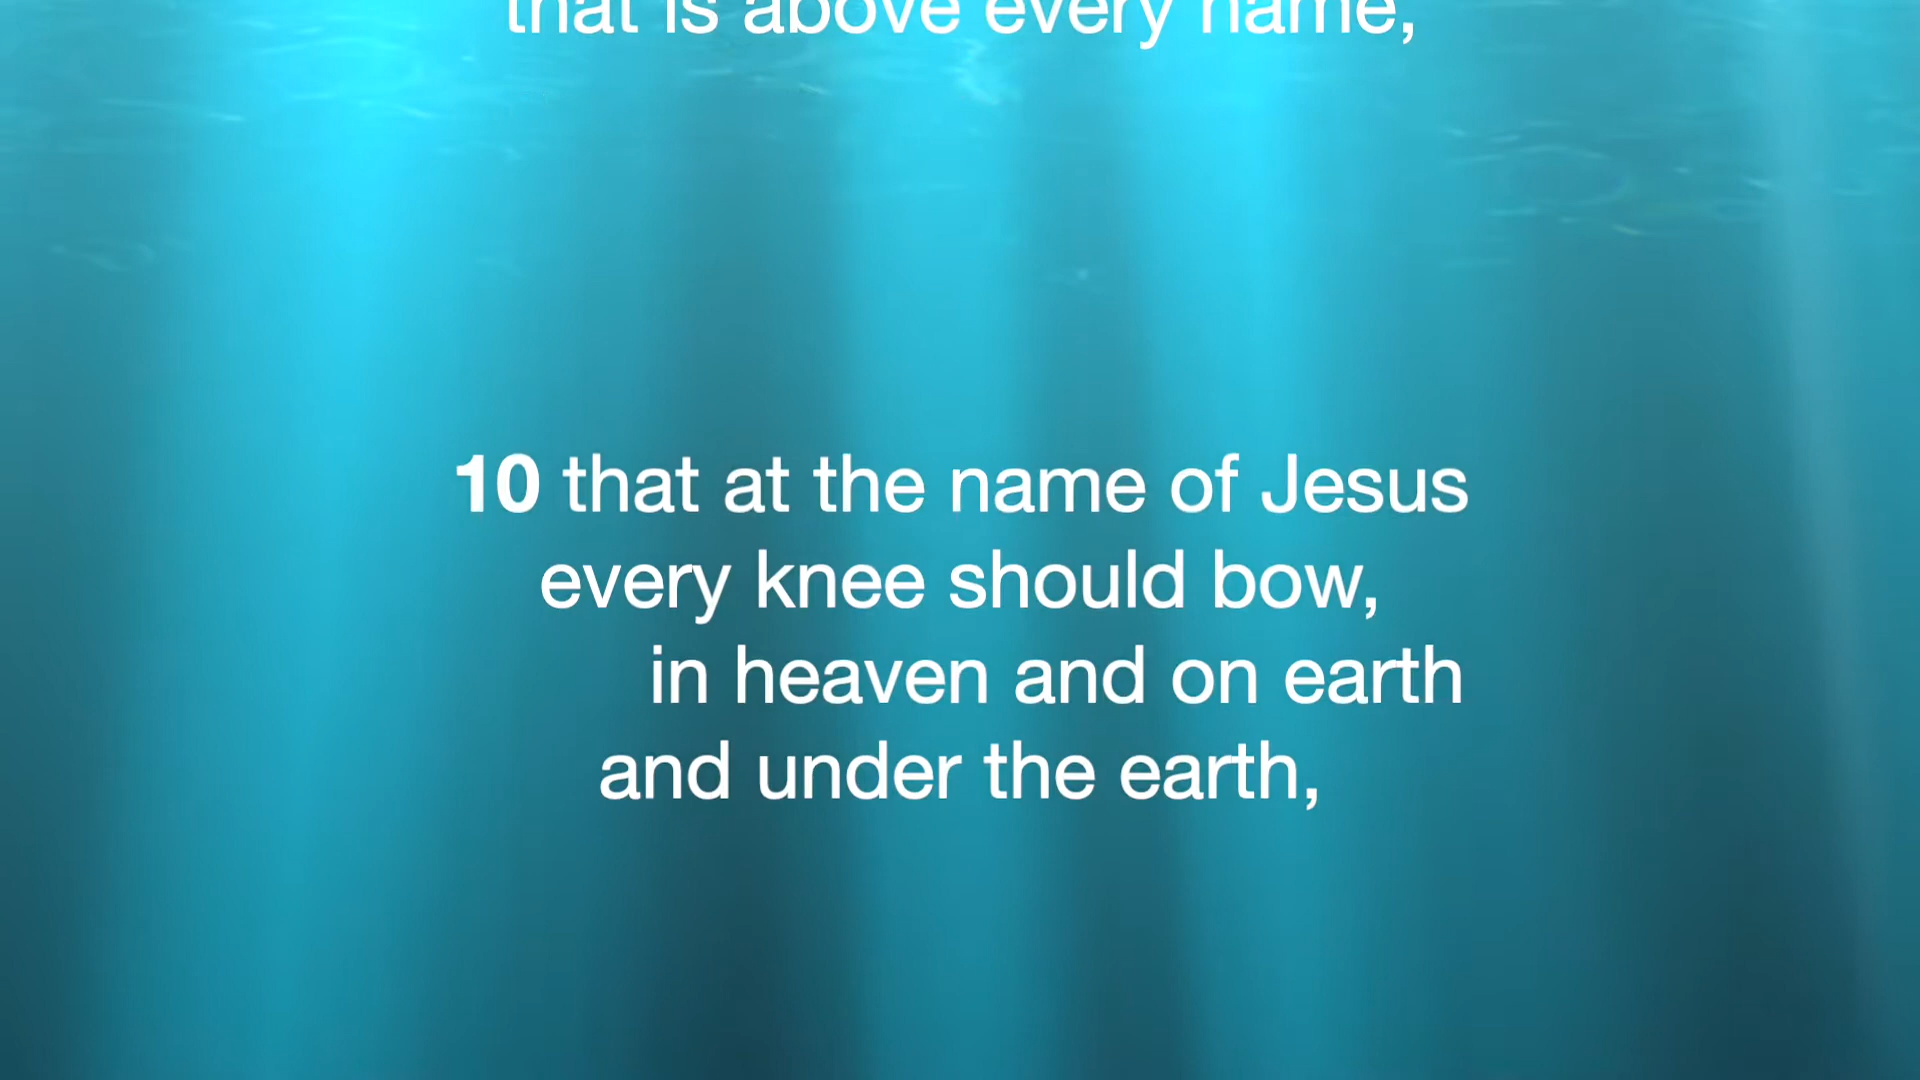 that is above every name,
10 that at the name of Jesus
every knee should bow,
in heaven and on earth
and under the earth,